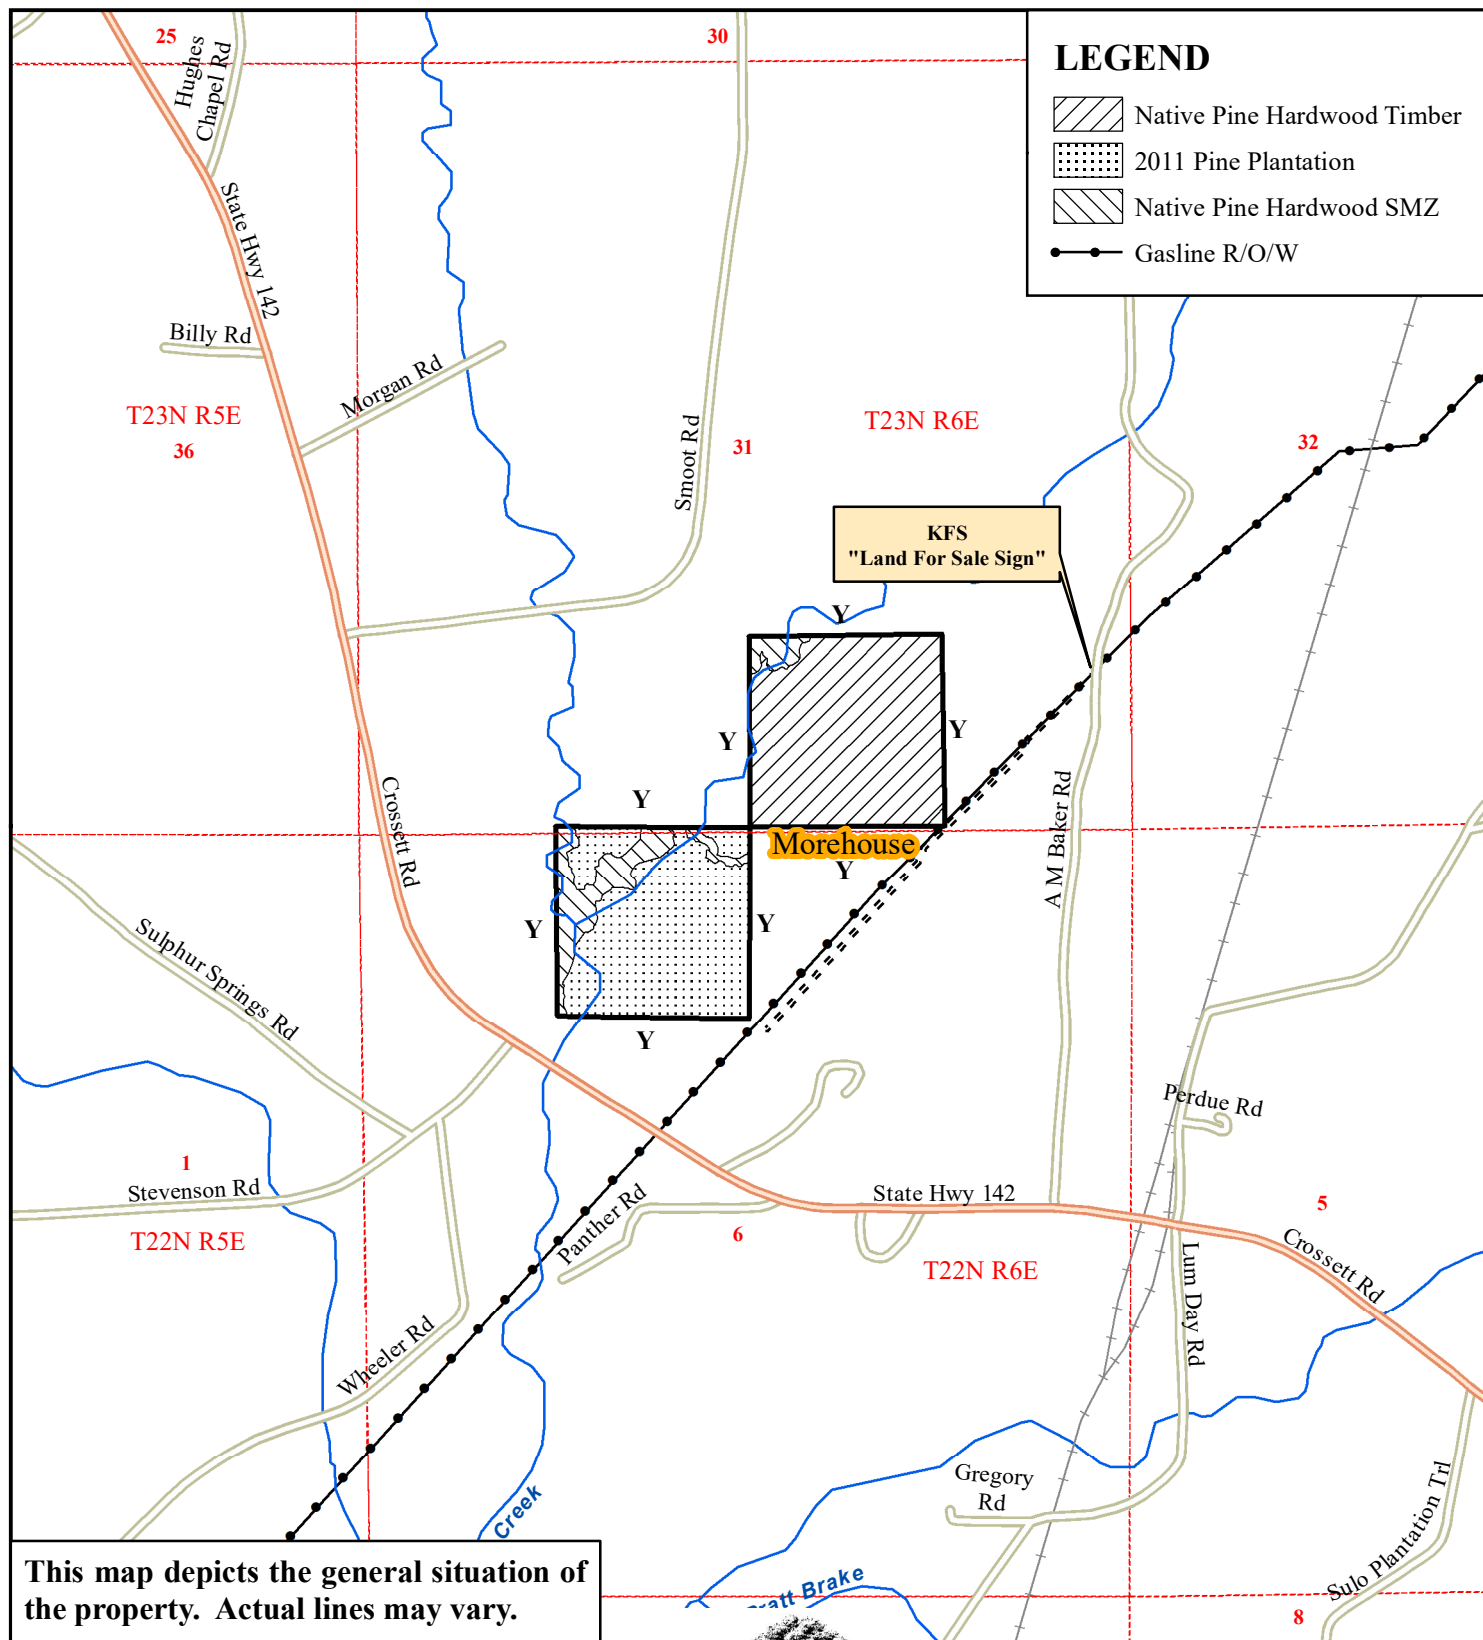 LEGEND
Native Pine Hardwood Timber
2011 Pine Plantation
Native Pine Hardwood SMZ
Gasline R/O/W
25
30
Hughes
Chapel Rd
State Hwy 142
Billy Rd
Morgan Rd
T23N R5E
36
Smoot Rd
31
T23N R6E
32
KFS
"Land For Sale Sign"
Y
Y
Y
Y
Crossett Rd
Morehouse
Y
A M Baker Rd
Y
Y
Sulphur Springs Rd
Y
Perdue Rd
1
Stevenson Rd
T22N R5E
Panther Rd
State Hwy 142
6
5
T22N R6E
Crossett Rd
Lum Day Rd
Wheeler Rd
Gregory
Rd
Creek
Sulo Plantation Trl
Brake
8
This map depicts the general situation of
the property. Actual lines may vary.